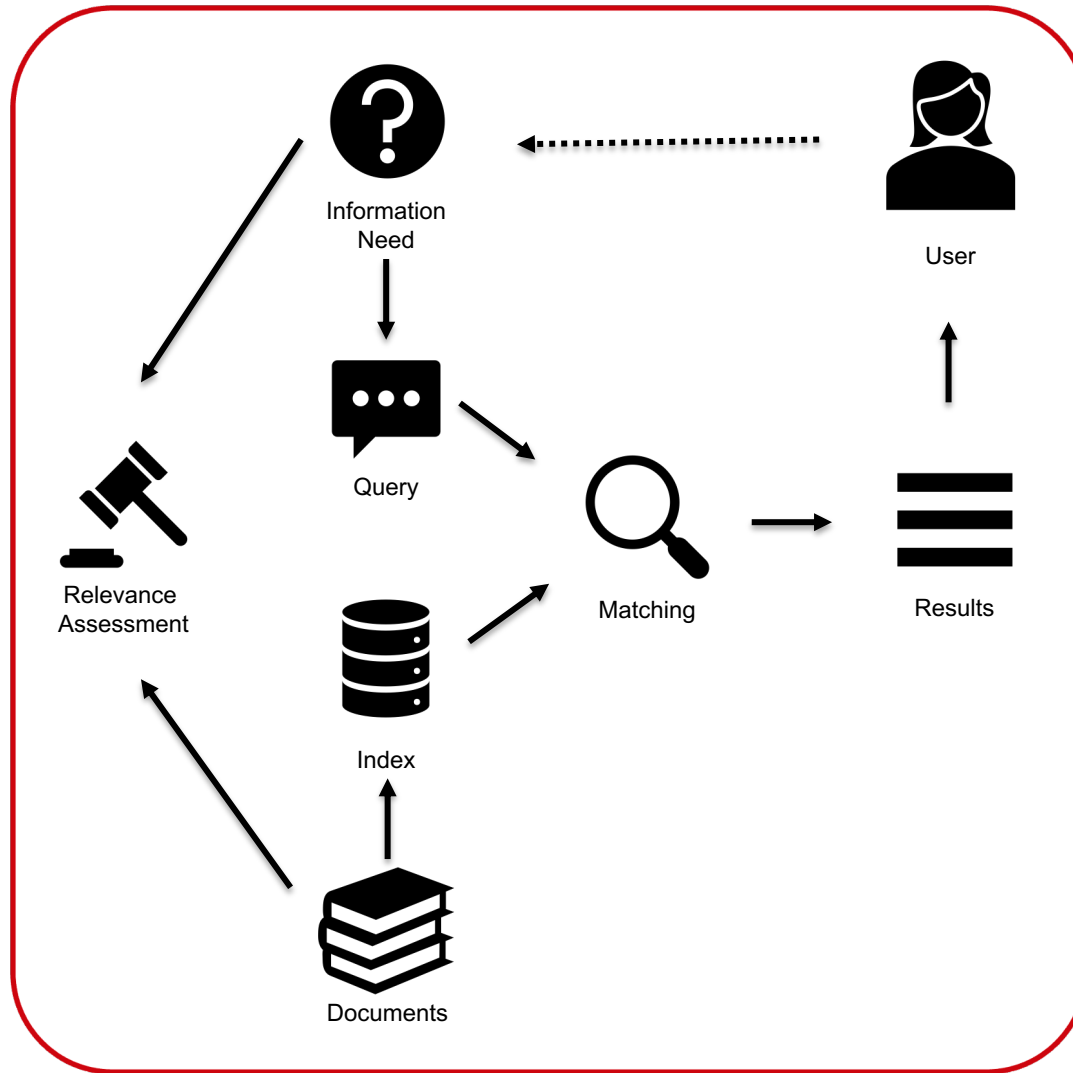 Information
Need
User
Query
Relevance
Assessment
Matching
Results
Index
Documents